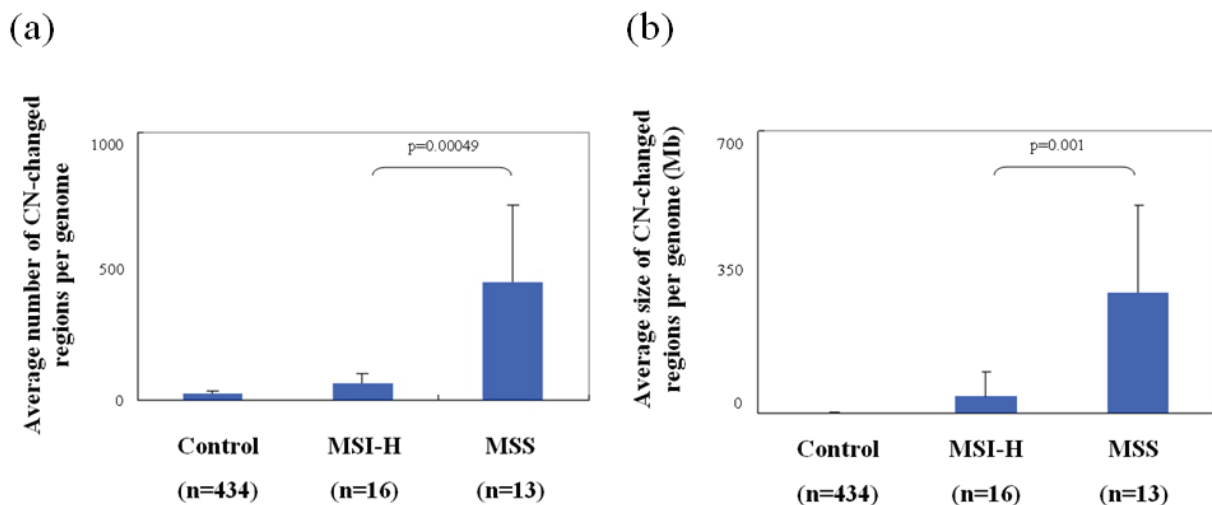 (a)
Average number of CN-changed
regions per genome
1000
500
0
p=0.00049
Control
(n=434)
MSI-H
(n=16)
MSS
(n=13)
(b)
Average size of CN-changed
regions per genome (Mb)
700
350
0
p=0.001
Control
(n=434)
MSI-H
(n=16)
MSS
(n=13)